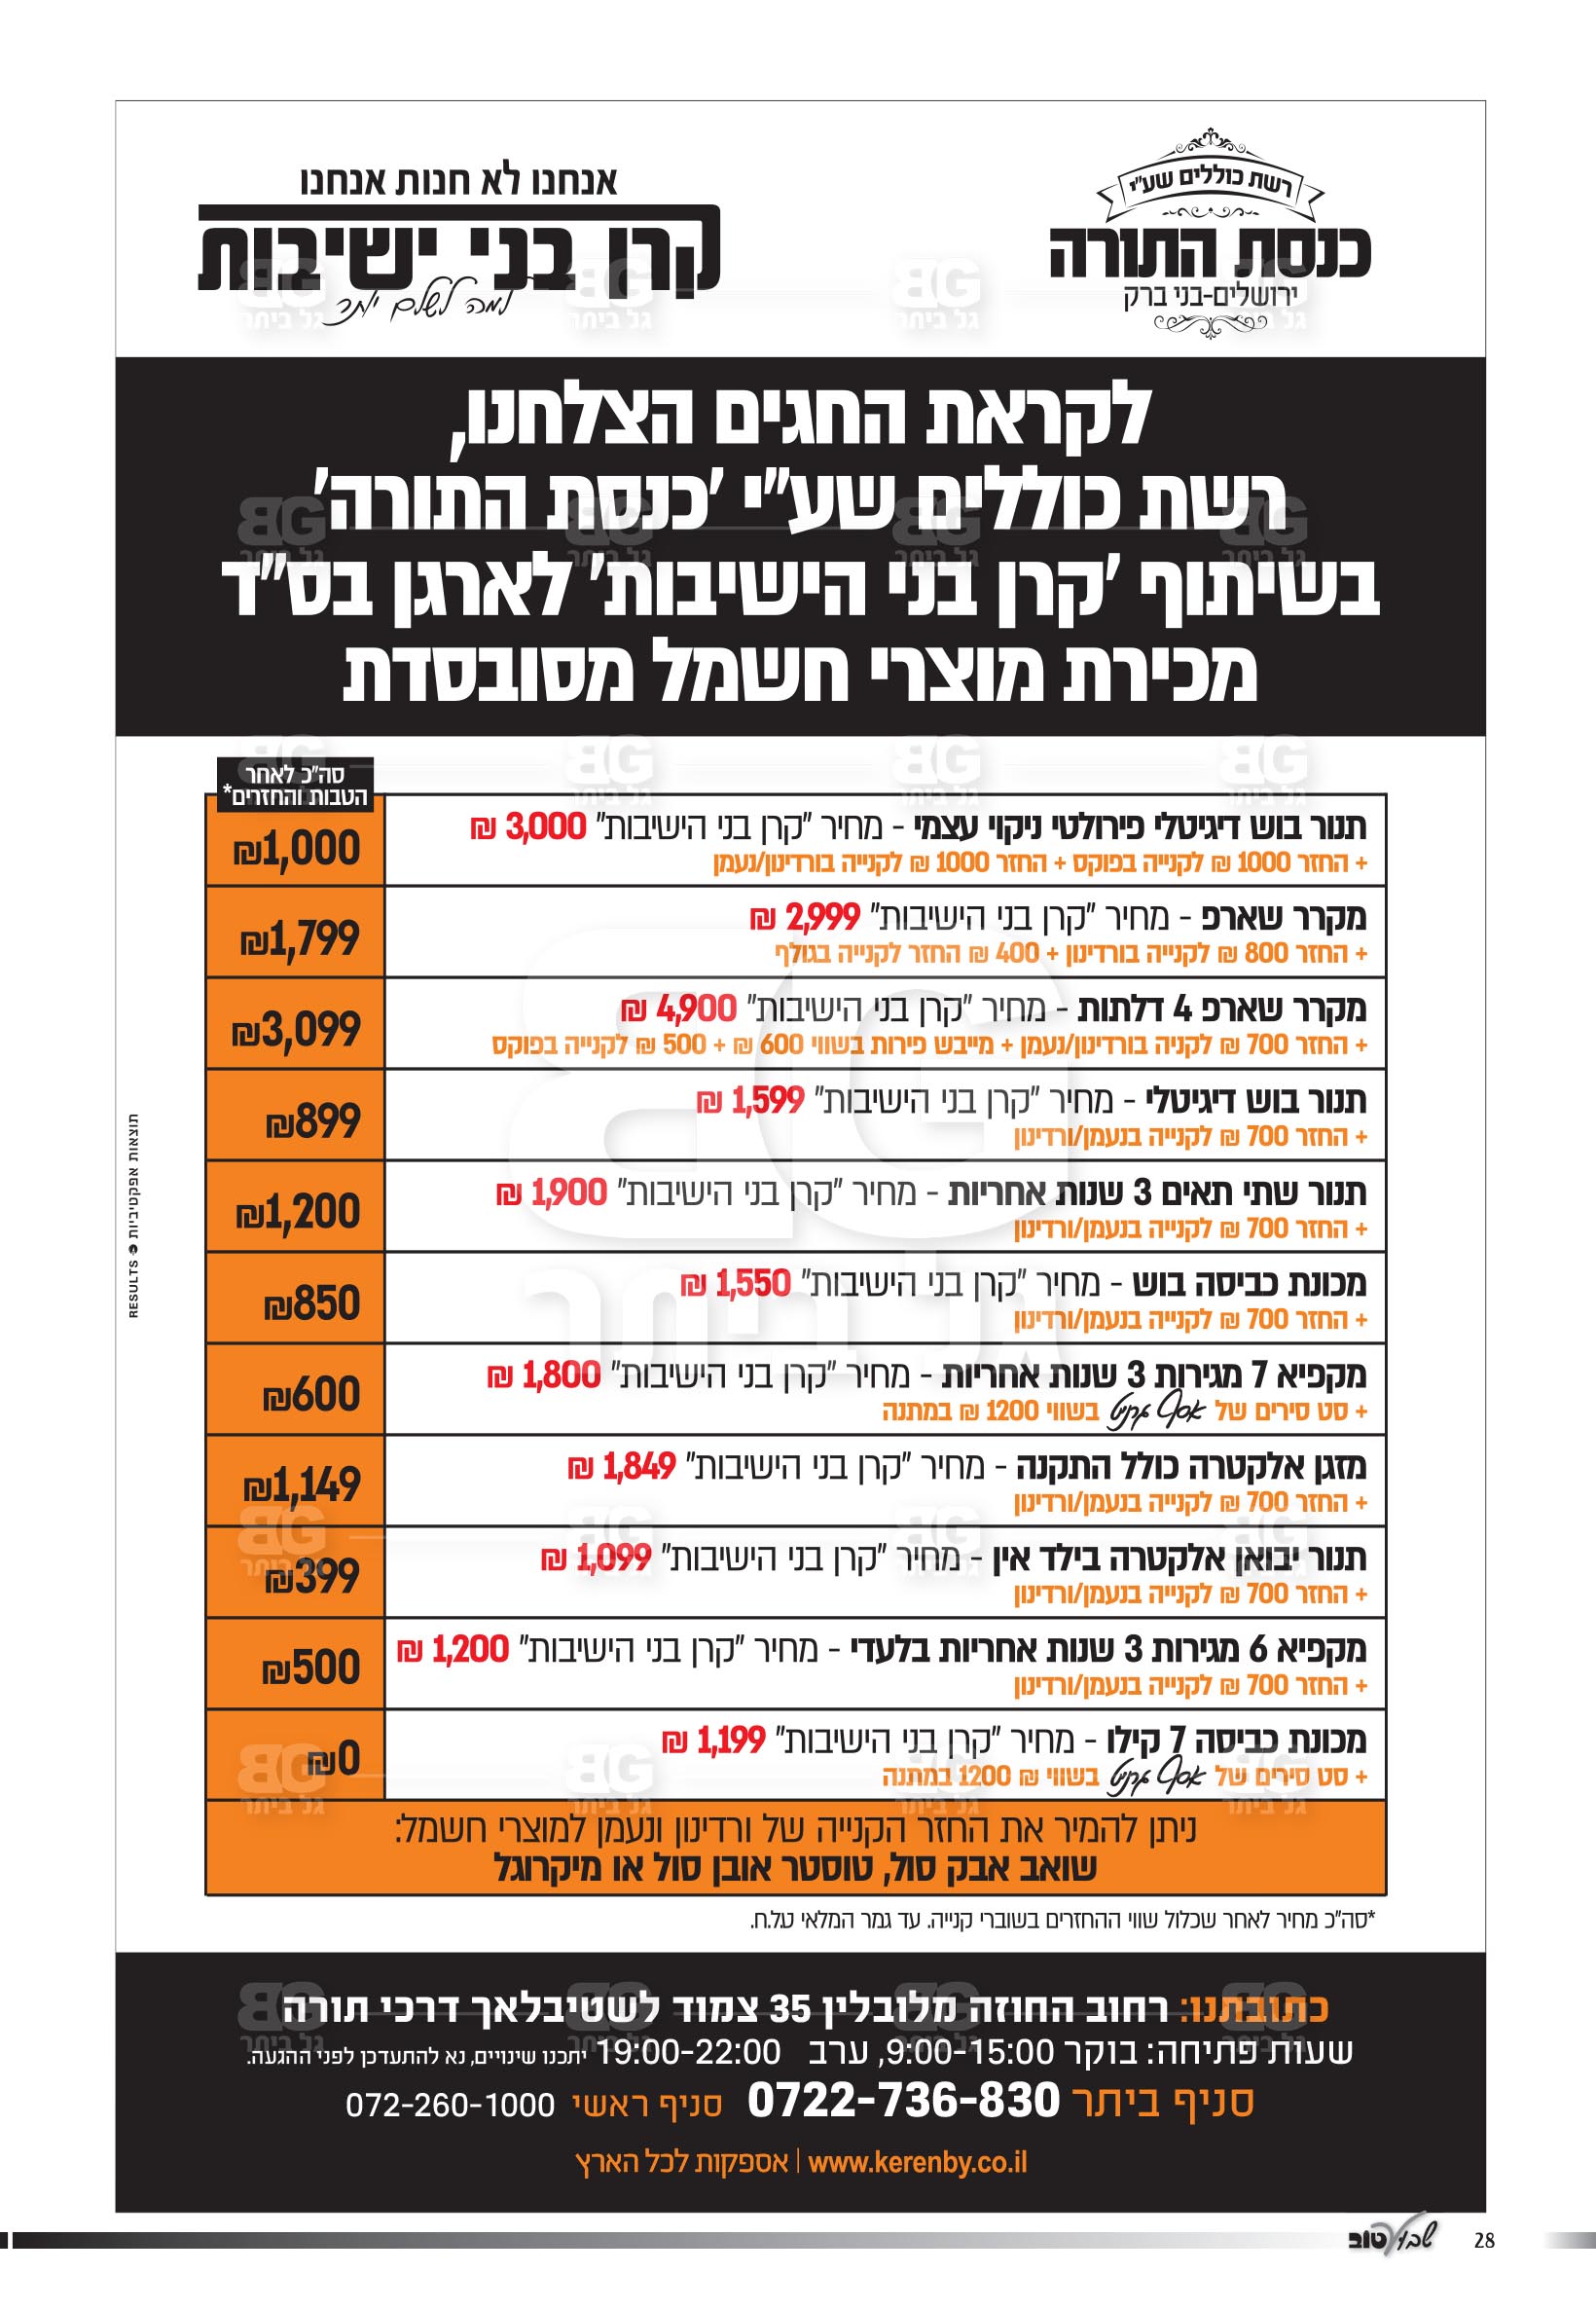 רשת כוללים שע"י
כנסת התורה
ירושלים-בני ברק
אנחנו לא חנות אנחנו
קרן בני ישיבות
למה לשלם יותר
לקראת החגים הצלחנו,
רשת כוללים שע"י 'כנסת התורה'
בשיתוף 'קרן בני הישיבות' לארגן בס"ד
מכירת מוצרי חשמל מסובסדת
סה"כ לאחר
הטבות והחזרים*
תנור בוש דיגיטלי פירולטי ניקוי עצמי - מחיר "קרן בני הישיבות" 3,000 ₪
+ החזר 1000 ₪ לקנייה בפוקס + החזר 1000 ₪ לקנייה בורדינון/נעמן
₪1,000
מקרר שארפ - מחיר "קרן בני הישיבות" 2,999 ₪
+ החזר 800 ₪ לקנייה בורדינון + 400 ₪ החזר לקנייה בגולף
₪1,799
מקרר שארפ 4 דלתות - מחיר "קרן בני הישיבות" 4,900 ₪
+ החזר 700 ₪ לקניה בורדינון/נעמן + מייבש פירות בשווי 600 ₪ + 500 ₪ לקנייה בפוקס
₪3,099
תנור בוש דיגיטלי - מחיר "קרן בני הישיבות" 1,599 ₪
+ החזר 700 ₪ לקנייה בנעמן/ורדינון
₪899
תנור שתי תאים 3 שנות אחריות - מחיר "קרן בני הישיבות" 1,900 ₪
+ החזר 700 ₪ לקנייה בנעמן/ורדינון
₪1,200
מכונת כביסה בוש - מחיר "קרן בני הישיבות" 1,550 ₪
+ החזר 700 ₪ לקנייה בנעמן/ורדינון
₪850
מקפיא 7 מגירות 3 שנות אחריות - מחיר "קרן בני הישיבות" 1,800 ₪
+ סט סירים של בשווי 1200 ₪ במתנה
₪600
מזגן אלקטרה כולל התקנה - מחיר "קרן בני הישיבות" 1,849 ₪
+ החזר 700 ₪ לקנייה בנעמן/ורדינון
₪1,149
תנור יבואן אלקטרה בילד אין - מחיר "קרן בני הישיבות" 1,099 ₪
+ החזר 700 ₪ לקנייה בנעמן/ורדינון
₪399
מקפיא 6 מגירות 3 שנות אחריות בלעדי - מחיר "קרן בני הישיבות" 1,200 ₪
+ החזר 700 ₪ לקנייה בנעמן/ורדינון
₪500
מכונת כביסה 7 קילו - מחיר "קרן בני הישיבות" 1,199 ₪
+ סט סירים של בשווי ₪ 1200 במתנה
₪0
ניתן להמיר את החזר הקנייה של ורדינון ונעמן למוצרי חשמל:
שואב אבק סול, טוסטר אובן סול או מיקרוגל
*סה"כ מחיר לאחר שכלול שווי ההחזרים בשוברי קנייה. עד גמר המלאי טל.ח.
כתובתנו: רחוב החוזה מלובלין 35 צמוד לשטיבלאך דרכי תורה
שעות פתיחה: בוקר 9:00-15:00, ערב 19:00-22:00 יתכנו שינויים, נא להתעדכן לפני ההגעה.
סניף ביתר 0722-736-830 סניף ראשי 072-260-1000
www.kerenby.co.il | אספקות לכל הארץ
תוצאות אפקטיביות RESULTS
BG
גל ביתר
שבוע טוב
28